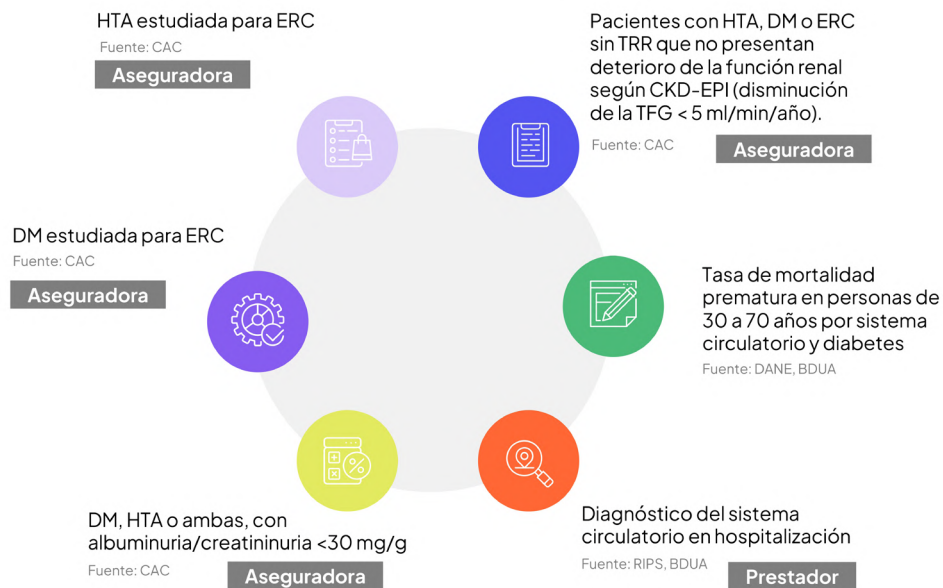 HTA estudiada para ERC
Fuente: CAC
Aseguradora
Pacientes con HTA, DM o ERC
sin TRR que no presentan
deterioro de la función renal
según CKD-EPI (disminución
de la TFG < 5 ml/min/año).
Fuente: CAC
Aseguradora
DM estudiada para ERC
Fuente: CAC
Aseguradora
Tasa de mortalidad
prematura en personas de
30 a 70 años por sistema
circulatorio y diabetes
Fuente: DANE, BDUA
DM, HTA o ambas, con
albuminuria/creatininuria <30 mg/g
Fuente: CAC
Aseguradora
Diagnóstico del sistema
circulatorio en hospitalización
Fuente: RIPS, BDUA
Prestador